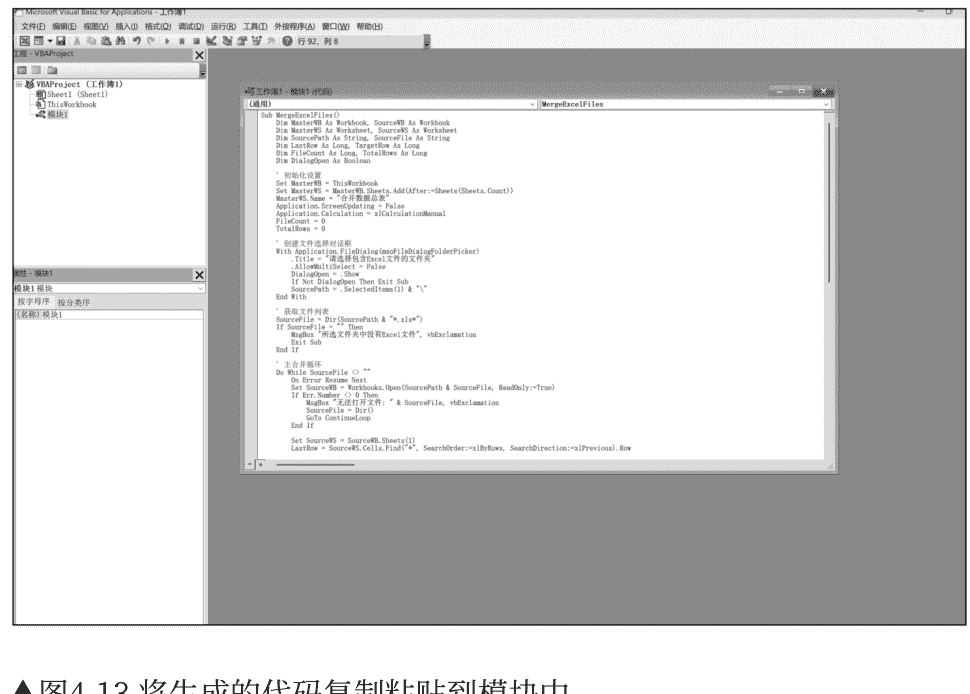 Microsoft Visual Basic for Applications - 工作簿1
文件(F) 编辑(E) 视图(V) 插入(I) 格式(O) 调试(D) 运行(R) 工具(T) 外接程序(A) 窗口(W) 帮助(H)
行 92, 列 8
工程 - VBAProject
VBAProject (工作簿1)
Sheet1 (Sheet1)
ThisWorkbook
模块1
属性 - 模块1
模块1 模块
按字母序 按分类序
(名称) 模块1
工作簿1 - 模块1 (代码)
(通用) MergeExcelFiles
Sub MergeExcelFiles()
Dim MasterWB As Workbook, SourceWB As Workbook
Dim MasterWS As Worksheet, SourceWS As Worksheet
Dim SourcePath As String, SourceFile As String
Dim LastRow As Long, TargetRow As Long
Dim FileCount As Long, TotalRows As Long
Dim DialogOpen As Boolean
' 初始化设置
Set MasterWB = ThisWorkbook
Set MasterWS = MasterWB.Sheets.Add(After:=Sheets(Sheets.Count))
MasterWS.Name = "合并数据总表"
Application.ScreenUpdating = False
Application.Calculation = xlCalculationManual
FileCount = 0
TotalRows = 0
' 创建文件选择对话框
With Application.FileDialog(msoFileDialogFolderPicker)
.Title = "请选择包含Excel文件的文件夹"
.AllowMultiSelect = False
DialogOpen = .Show
If Not DialogOpen Then Exit Sub
SourcePath = .SelectedItems(1) & "\"
End With
' 获取文件列表
SourceFile = Dir(SourcePath & "*.xls*")
If SourceFile = "" Then
MsgBox "所选文件夹中没有Excel文件", vbExclamation
Exit Sub
End If
' 主合并循环
Do While SourceFile <> ""
On Error Resume Next
Set SourceWB = Workbooks.Open(SourcePath & SourceFile, ReadOnly:=True)
If Err.Number <> 0 Then
MsgBox "无法打开文件: " & SourceFile, vbExclamation
SourceFile = Dir()
GoTo ContinueLoop
End If
Set SourceWS = SourceWB.Sheets(1)
LastRow = SourceWS.Cells.Find("*", SearchOrder:=xlByRows, SearchDirection:=xlPrevious).Row
▲图4-13 将生成的代码复制粘贴到模块中